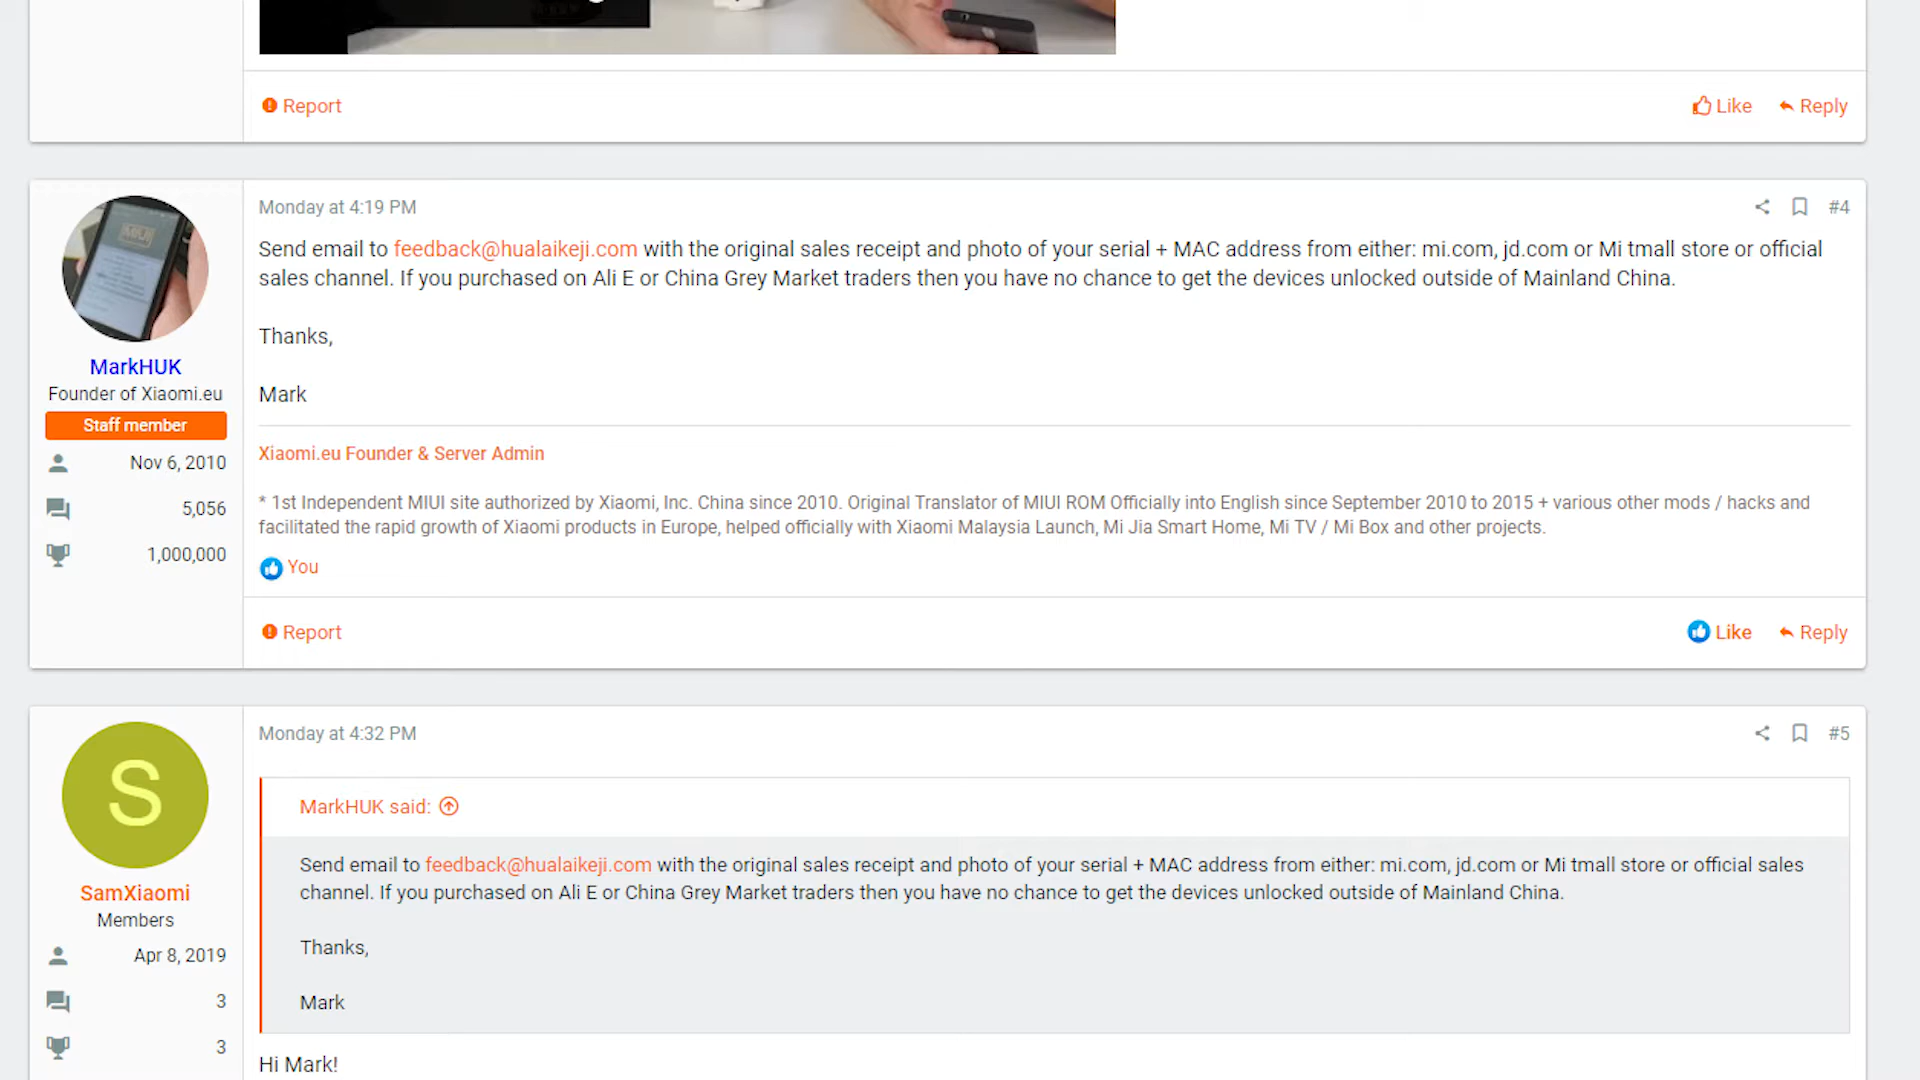 Report
Like
Reply
Monday at 4:19 PM
#4
Send email to feedback@hualaikeji.com with the original sales receipt and photo of your serial + MAC address from either: mi.com, jd.com or Mi tmall store or official
sales channel. If you purchased on Ali E or China Grey Market traders then you have no chance to get the devices unlocked outside of Mainland China.
Thanks,
Mark
MIUI
MarkHUK
Founder of Xiaomi.eu
Staff member
Nov 6, 2010
5,056
1,000,000
Xiaomi.eu Founder & Server Admin
* 1st Independent MIUI site authorized by Xiaomi, Inc. China since 2010. Original Translator of MIUI ROM Officially into English since September 2010 to 2015 + various other mods / hacks and
facilitated the rapid growth of Xiaomi products in Europe, helped officially with Xiaomi Malaysia Launch, Mi Jia Smart Home, Mi TV / Mi Box and other projects.
You
Report
Like
Reply
Monday at 4:32 PM
#5
S
SamXiaomi
Members
Apr 8, 2019
3
3
MarkHUK said:
Send email to feedback@hualaikeji.com with the original sales receipt and photo of your serial + MAC address from either: mi.com, jd.com or Mi tmall store or official sales
channel. If you purchased on Ali E or China Grey Market traders then you have no chance to get the devices unlocked outside of Mainland China.
Thanks,
Mark
Hi Mark!